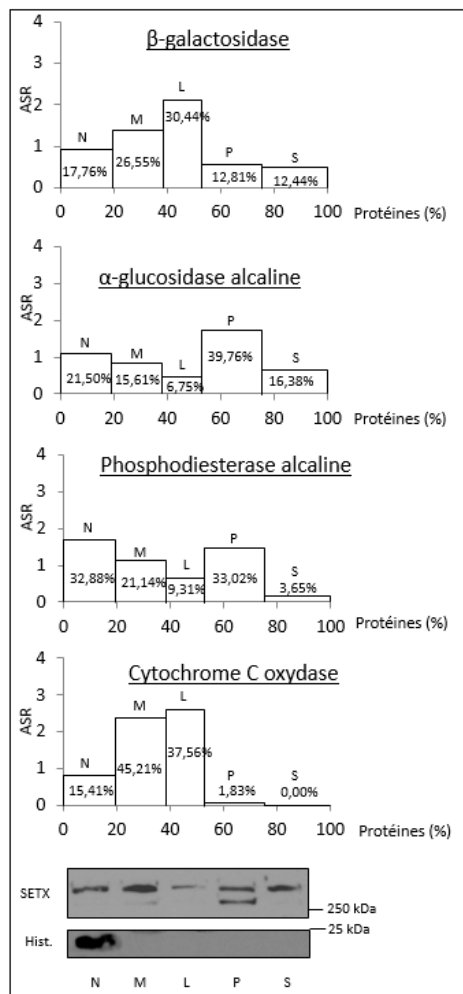 β-galactosidase
4
3
2
1
0
ASR
N
M
L
P
S
17,76%
26,55%
30,44%
12,81%
12,44%
0 20 40 60 80 100 Protéines (%)
α-glucosidase alcaline
4
3
2
1
0
ASR
N
M
L
P
S
21,50%
15,61%
6,75%
39,76%
16,38%
0 20 40 60 80 100
Protéines (%)
Phosphodiesterase alcaline
4
3
2
1
0
ASR
N
M
L
P
S
32,88%
21,14%
9,31%
33,02%
3,65%
0 20 40 60 80 100 Protéines (%)
Cytochrome C oxydase
4
3
2
1
0
ASR
N
M
L
P
S
15,41%
45,21%
37,56%
1,83%
0,00%
0 20 40 60 80 100 Protéines (%)
SETX
250 kDa
25 kDa
Hist.
N M L P S